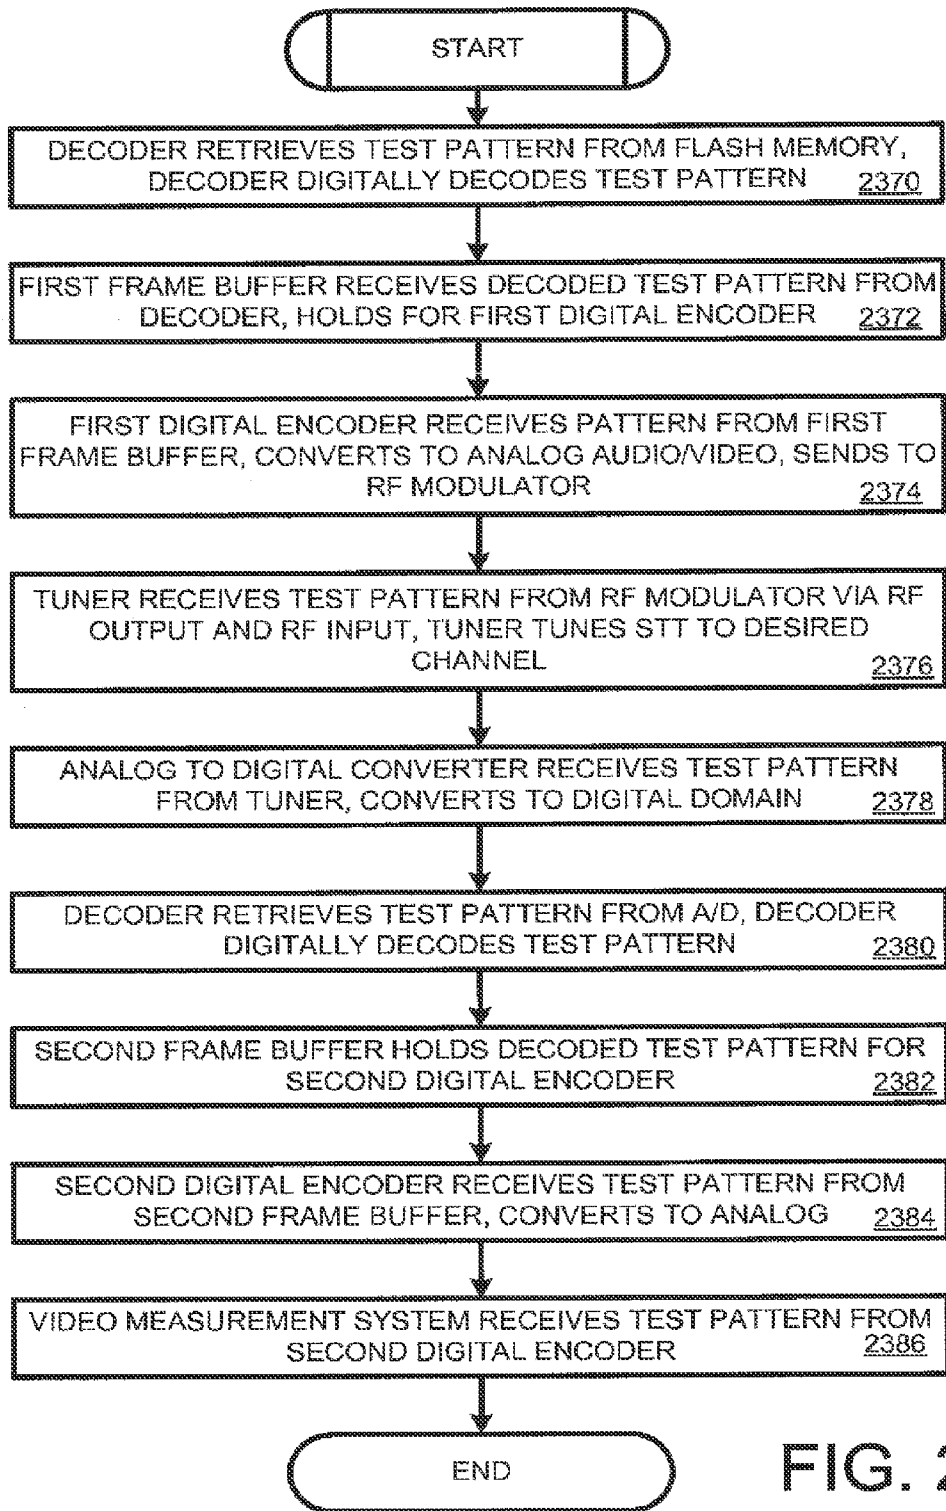 START
DECODER RETRIEVES TEST PATTERN FROM FLASH MEMORY,
DECODER DIGITALLY DECODES TEST PATTERN 2370
FIRST FRAME BUFFER RECEIVES DECODED TEST PATTERN FROM
DECODER, HOLDS FOR FIRST DIGITAL ENCODER 2372
FIRST DIGITAL ENCODER RECEIVES PATTERN FROM FIRST
FRAME BUFFER, CONVERTS TO ANALOG AUDIO/VIDEO, SENDS TO
RF MODULATOR 2374
TUNER RECEIVES TEST PATTERN FROM RF MODULATOR VIA RF
OUTPUT AND RF INPUT, TUNER TUNES STT TO DESIRED
CHANNEL 2376
ANALOG TO DIGITAL CONVERTER RECEIVES TEST PATTERN
FROM TUNER, CONVERTS TO DIGITAL DOMAIN 2378
DECODER RETRIEVES TEST PATTERN FROM A/D, DECODER
DIGITALLY DECODES TEST PATTERN 2380
SECOND FRAME BUFFER HOLDS DECODED TEST PATTERN FOR
SECOND DIGITAL ENCODER 2382
SECOND DIGITAL ENCODER RECEIVES TEST PATTERN FROM
SECOND FRAME BUFFER, CONVERTS TO ANALOG 2384
VIDEO MEASUREMENT SYSTEM RECEIVES TEST PATTERN FROM
SECOND DIGITAL ENCODER 2386
END
FIG.